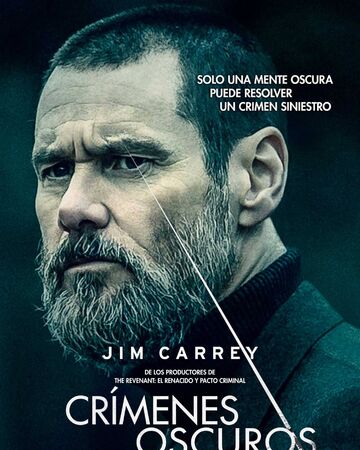 SOLO UNA MENTE OSCURA
PUEDE RESOLVER
UN CRIMEN SINIESTRO
JIM CARREY
DE LOS PRODUCTORES DE
THE REVENANT: EL RENACIDO Y PACTO CRIMINAL
CRÍMENES
OSCUROS